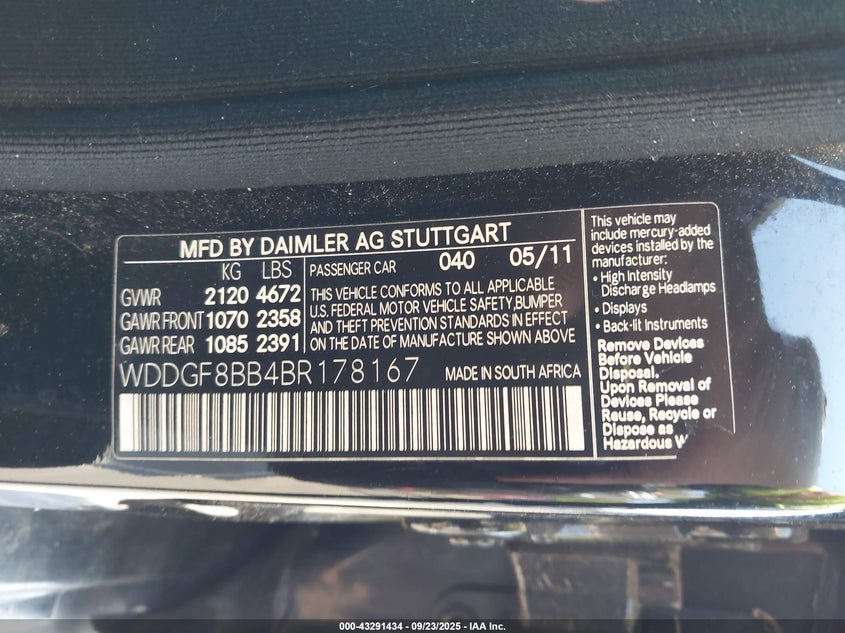 MFD BY DAIMLER AG STUTTGART
KG LBS
GVWR 2120 4672
GAWR FRONT 1070 2358
GAWR REAR 1085 2391
PASSENGER CAR 040 05/11
THIS VEHICLE CONFORMS TO ALL APPLICABLE
U.S. FEDERAL MOTOR VEHICLE SAFETY, BUMPER
AND THEFT PREVENTION STANDARDS IN EFFECT
ON THE DATE OF MANUFACTURE SHOWN ABOVE
WDDGF8BB4BR178167 MADE IN SOUTH AFRICA
This vehicle may
include mercury-added
devices installed by the
manufacturer:
• High Intensity
Discharge Headlamps
• Displays
• Back-lit Instruments
Remove Devices
Before Vehicle
Disposal.
Upon Removal of
Devices Please
Reuse, Recycle or
Dispose as
Hazardous
000-43291434 - 09/23/2025 - IAA Inc.